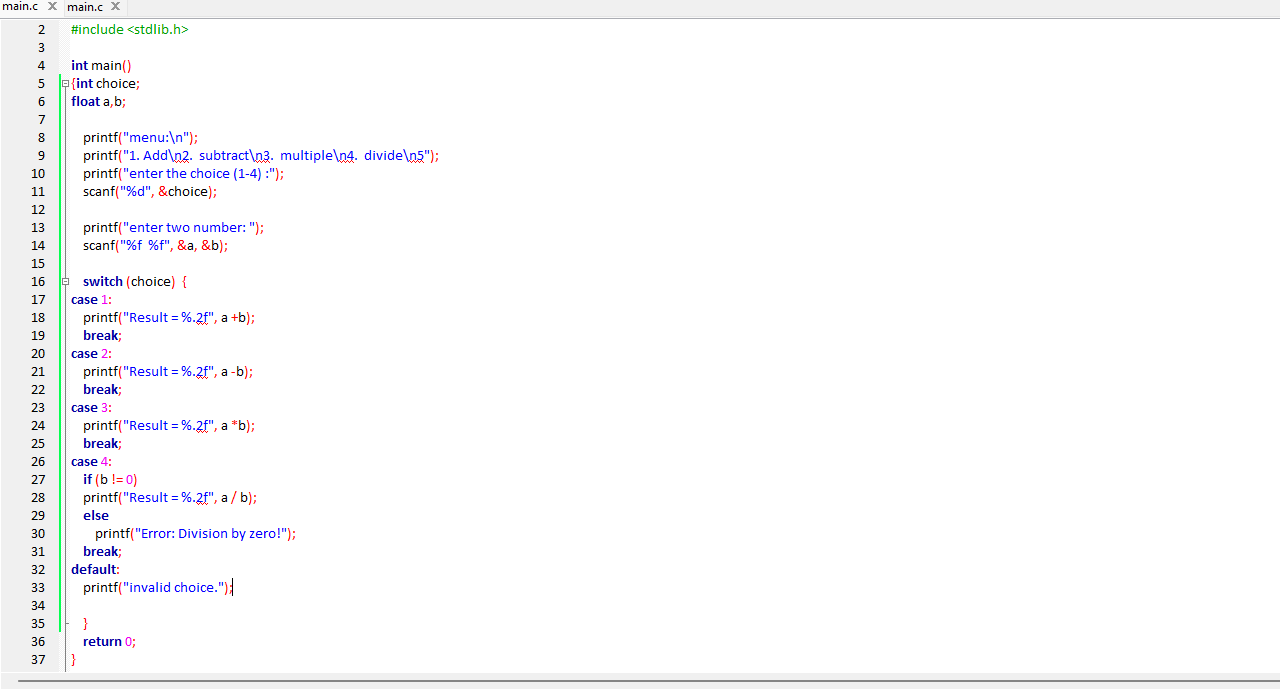 main.c X main.c X
2 #include <stdlib.h>
3
4 int main()
5 {int choice;
6 float a,b;
7
8 printf("menu:\n");
9 printf("1. Add\n2.  subtract\n3.  multiple\n4.  divide\n5");
10 printf("enter the choice (1-4) :");
11 scanf("%d", &choice);
12
13 printf("enter two number: ");
14 scanf("%f  %f", &a, &b);
15
16 switch (choice)  {
17 case 1:
18 printf("Result = %.2f", a +b);
19 break;
20 case 2:
21 printf("Result = %.2f", a -b);
22 break;
23 case 3:
24 printf("Result = %.2f", a *b);
25 break;
26 case 4:
27 if (b != 0)
28 printf("Result = %.2f", a / b);
29 else
30 printf("Error: Division by zero!");
31 break;
32 default:
33 printf("invalid choice.");
34
35 }
36 return 0;
37 }